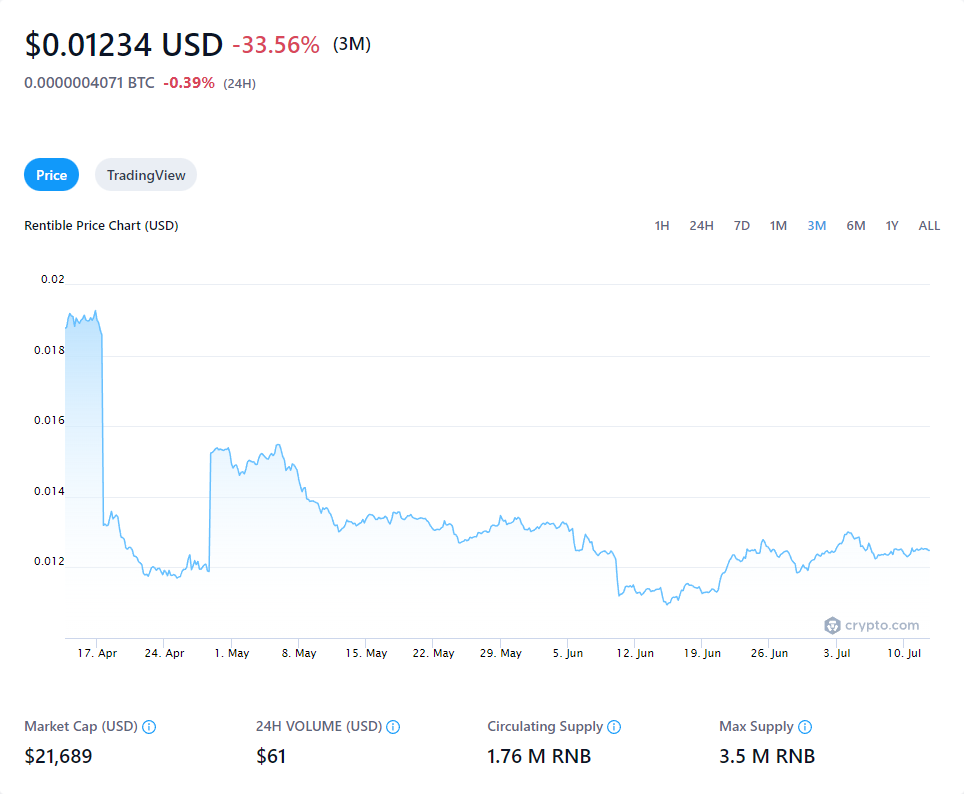 $0.01234 USD -33.56% (3M)
0.0000004071 BTC -0.39% (24H)
Price TradingView
Rentible Price Chart (USD) 1H 24H 7D 1M 3M 6M 1Y ALL
0.02
0.018
0.016
0.014
0.012
crypto.com
17. Apr 24. Apr 1. May 8. May 15. May 22. May 29. May 5. Jun 12. Jun 19. Jun 26. Jun 3. Jul 10. Jul
Market Cap (USD) 24H VOLUME (USD) Circulating Supply Max Supply
$21,689 $61 1.76 M RNB 3.5 M RNB